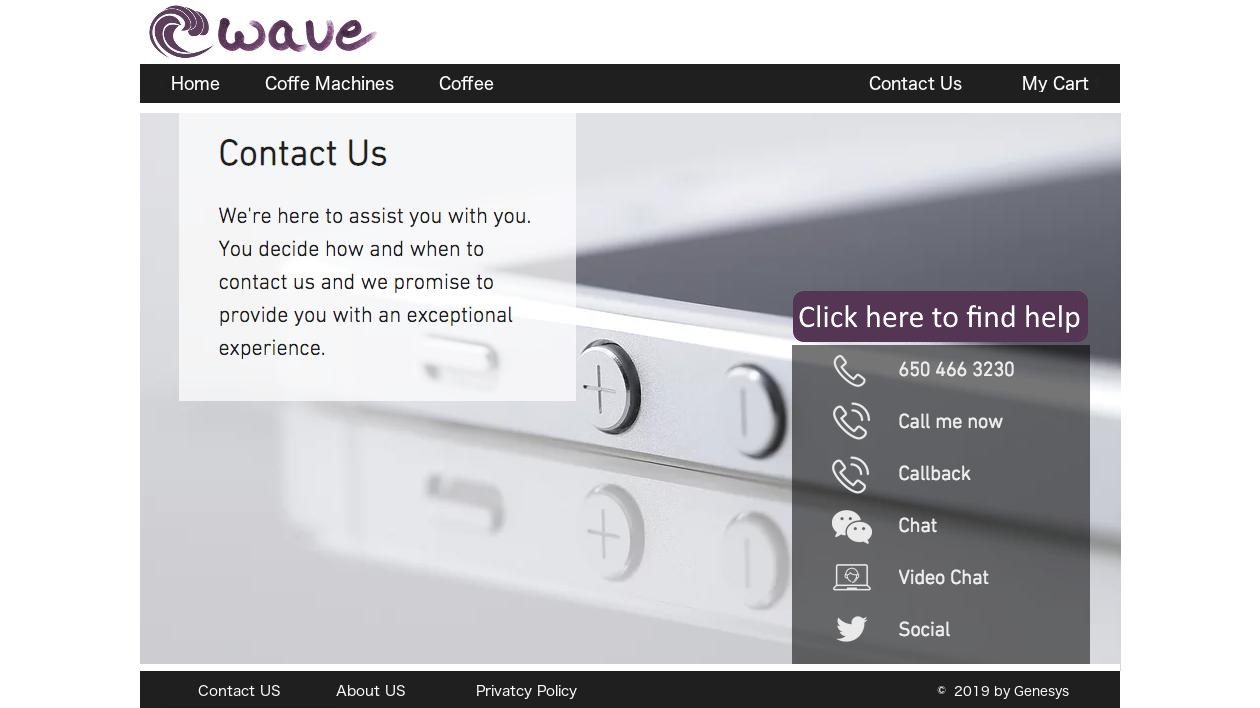 wave
Home Coffe Machines Coffee Contact Us My Cart
Contact Us
We're here to assist you with you.
You decide how and when to
contact us and we promise to
provide you with an exceptional
experience.
Click here to find help
650 466 3230
Call me now
Callback
Chat
Video Chat
Social
Contact US About US Privatcy Policy © 2019 by Genesys